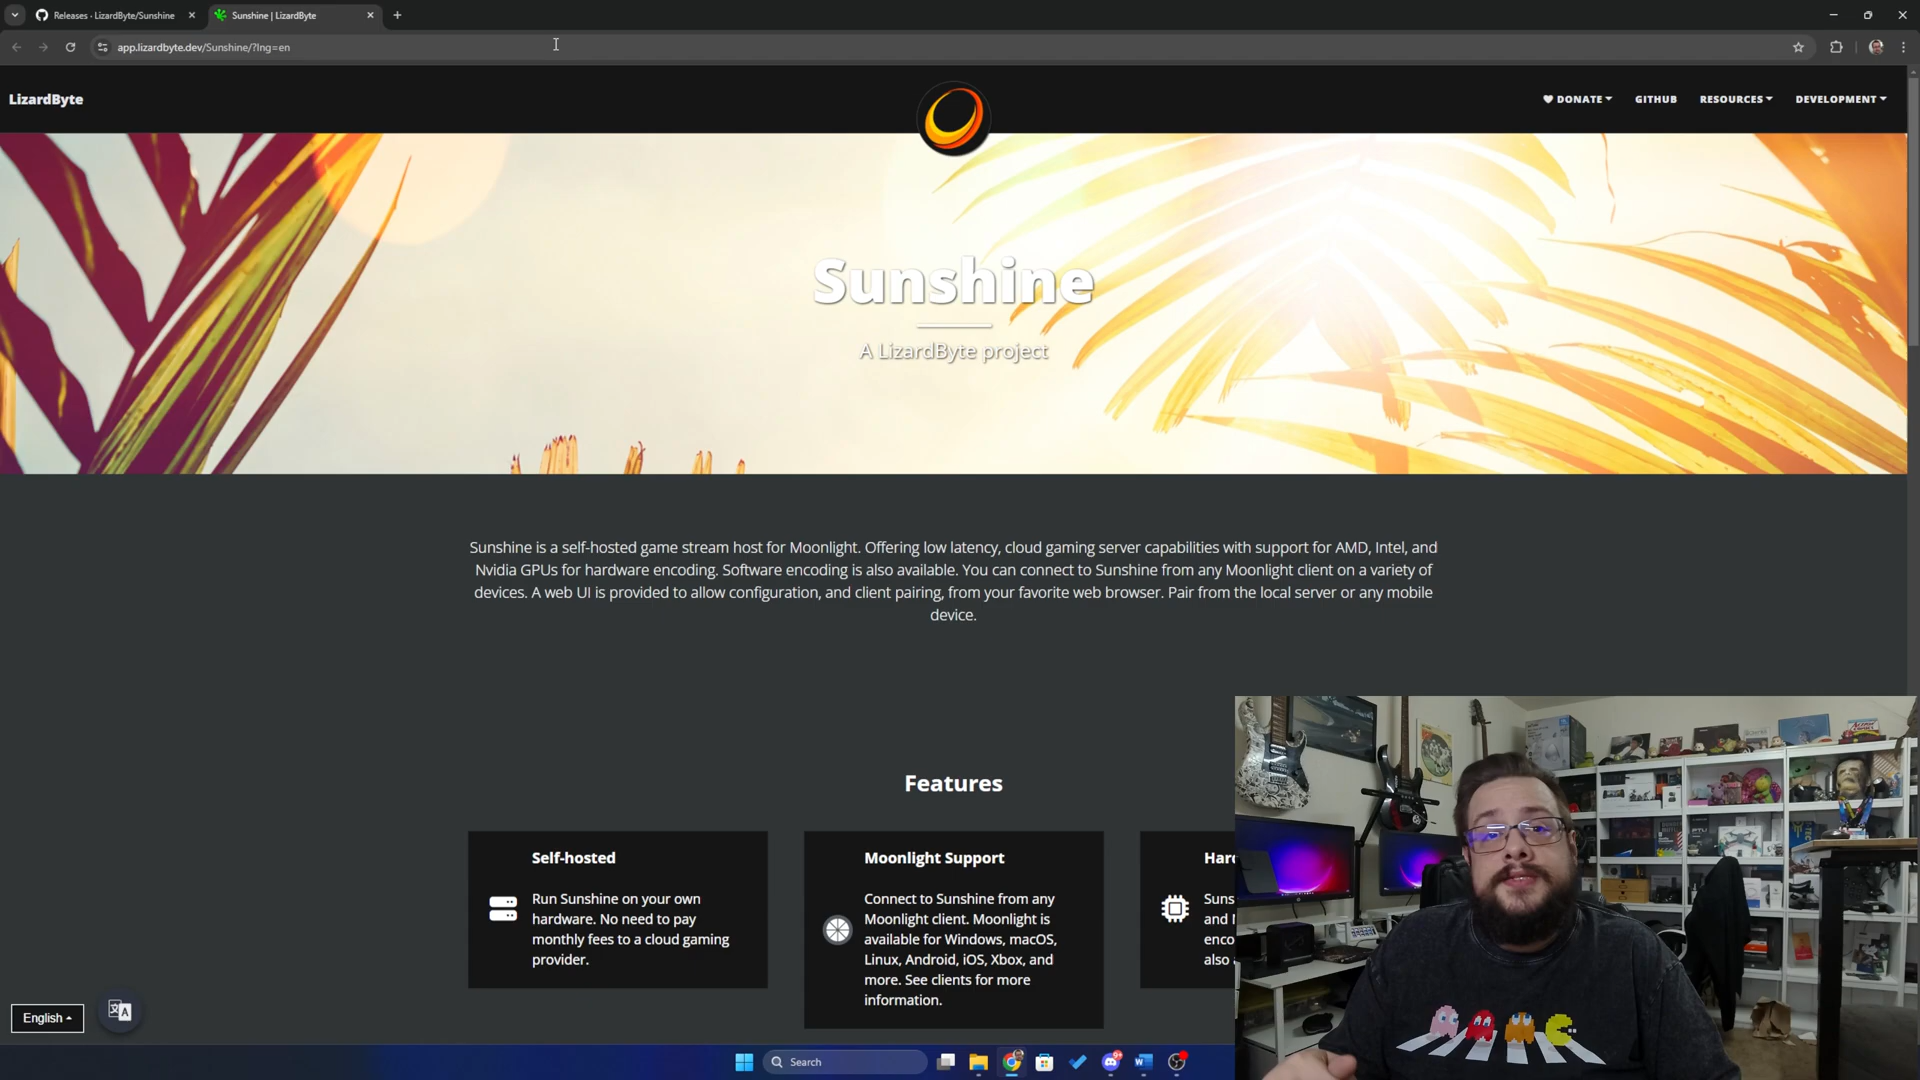 Releases · LizardByte/Sunshine
Sunshine | LizardByte
app.lizardbyte.dev/Sunshine/?lng=en
LizardByte
DONATE
GITHUB
RESOURCES
DEVELOPMENT
Sunshine
A LizardByte project
Sunshine is a self-hosted game stream host for Moonlight. Offering low latency, cloud gaming server capabilities with support for AMD, Intel, and
Nvidia GPUs for hardware encoding. Software encoding is also available. You can connect to Sunshine from any Moonlight client on a variety of
devices. A web UI is provided to allow configuration, and client pairing, from your favorite web browser. Pair from the local server or any mobile
device.
Features
Self-hosted
Run Sunshine on your own
hardware. No need to pay
monthly fees to a cloud gaming
provider.
Moonlight Support
Connect to Sunshine from any
Moonlight client. Moonlight is
available for Windows, macOS,
Linux, Android, iOS, Xbox, and
more. See clients for more
information.
Har
Suns
and
enco
also
English
Search